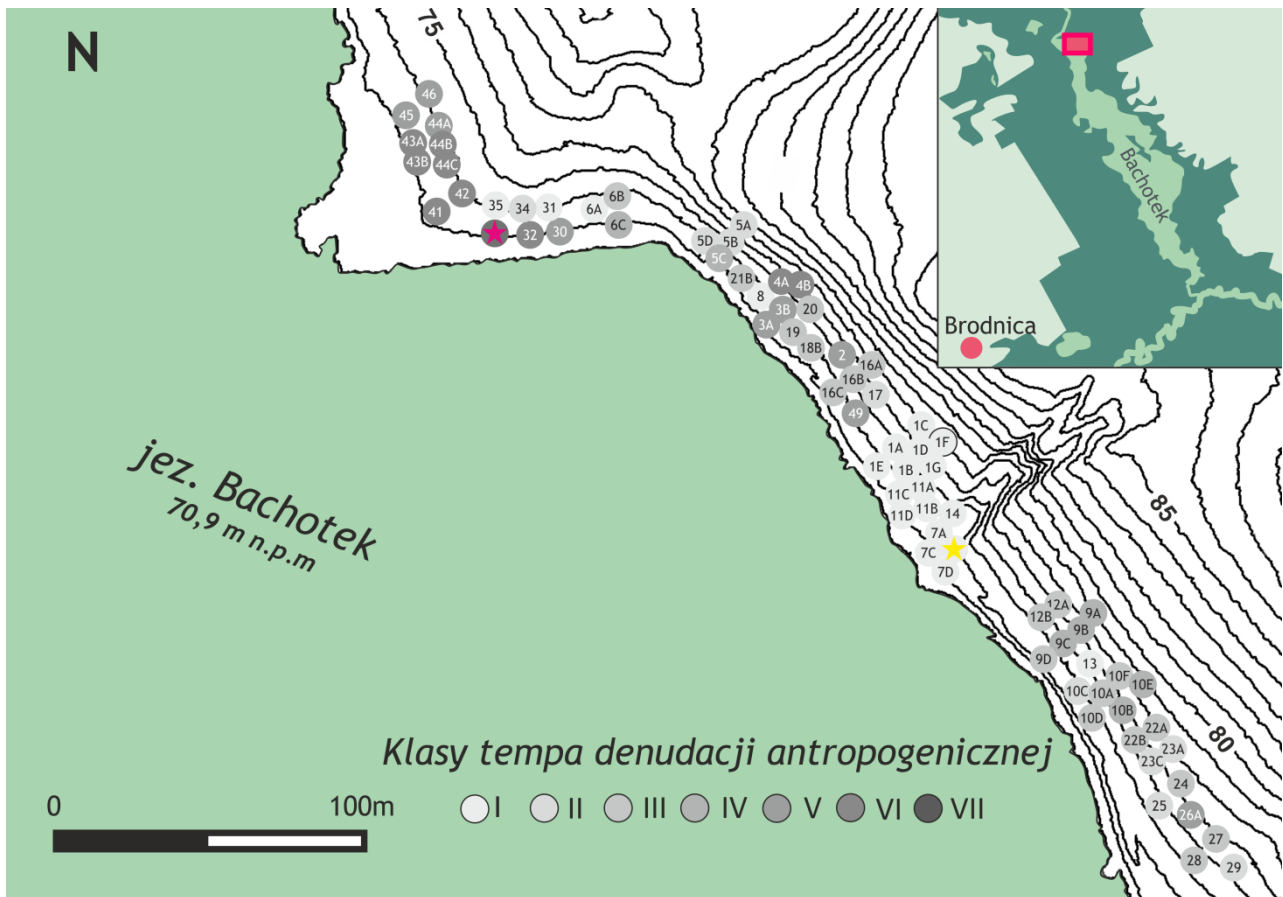 N
75
46
45
44A
43A
44B
43B
44C
42
41
35
34
31
6A
6B
32
30
6C
5A
5D
5B
5C
21B
4A
4B
8
3B
20
3A
19
18B
2
16A
16B
16C
17
49
1C
1F
1A
1D
1E
1B
1G
11C
11A
11D
11B
14
7A
7C
7D
85
12A
12B
9A
9B
9C
9D
13
10F
10E
10C
10A
10D
10B
22A
22B
23A
23C
80
24
25
26A
27
28
29
Bachotek
Brodnica
jez. Bachotek
70,9 m n.p.m
Klasy tempa denudacji antropogenicznej
I II III IV V VI VII
0 100m